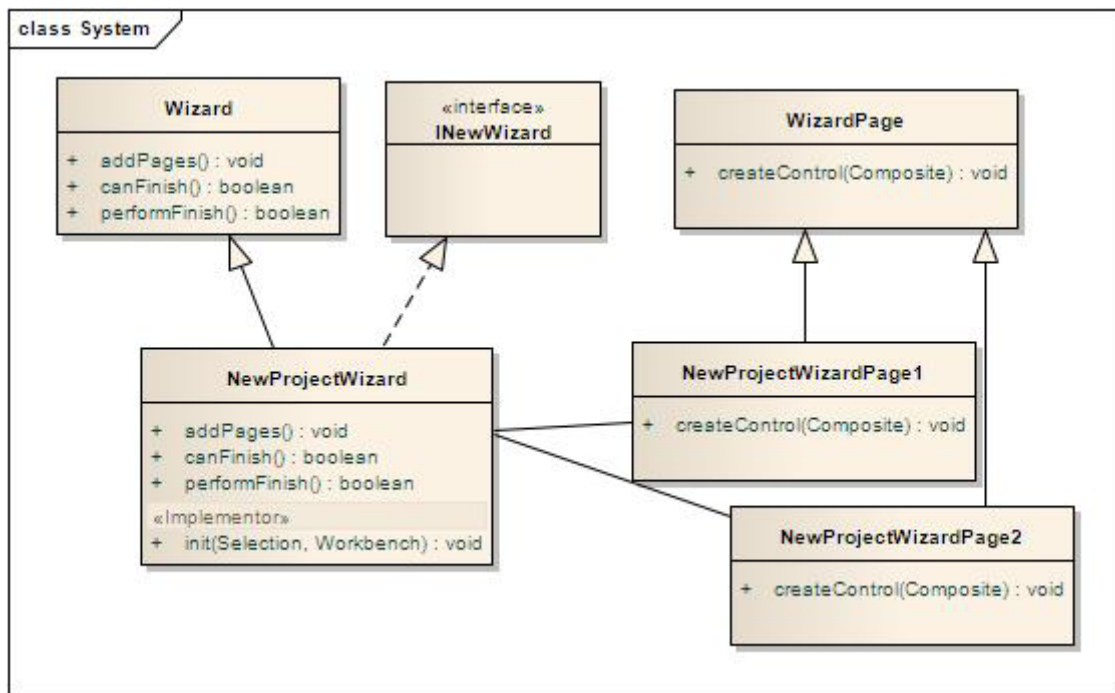 class System
Wizard
+ addPages() : void
+ canFinish() : boolean
+ performFinish() : boolean
«interface»
INewWizard
WizardPage
+ createControl(Composite) : void
NewProjectWizard
+ addPages() : void
+ canFinish() : boolean
+ performFinish() : boolean
«Implementor»
+ init(Selection, Workbench) : void
NewProjectWizardPage1
+ createControl(Composite) : void
NewProjectWizardPage2
+ createControl(Composite) : void